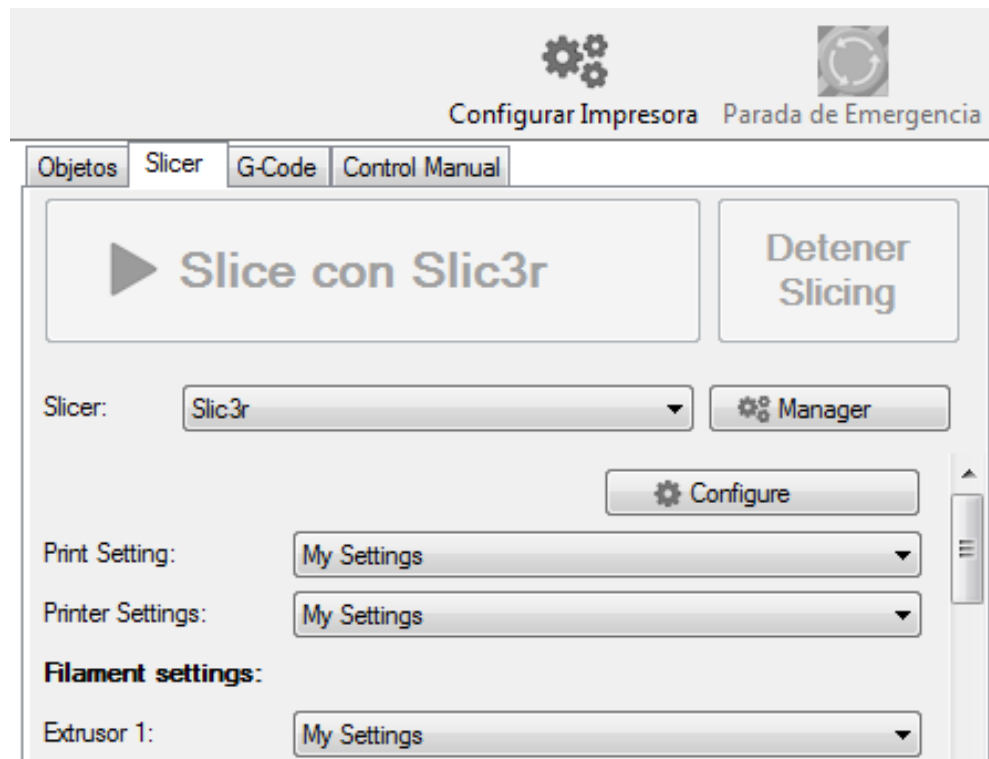 Configurar Impresora Parada de Emergencia
Objetos Slicer G-Code Control Manual
Slice con Slic3r
Detener
Slicing
Slicer: Slic3r Manager
Configure
Print Setting: My Settings
Printer Settings: My Settings
Filament settings:
Extrusor 1: My Settings